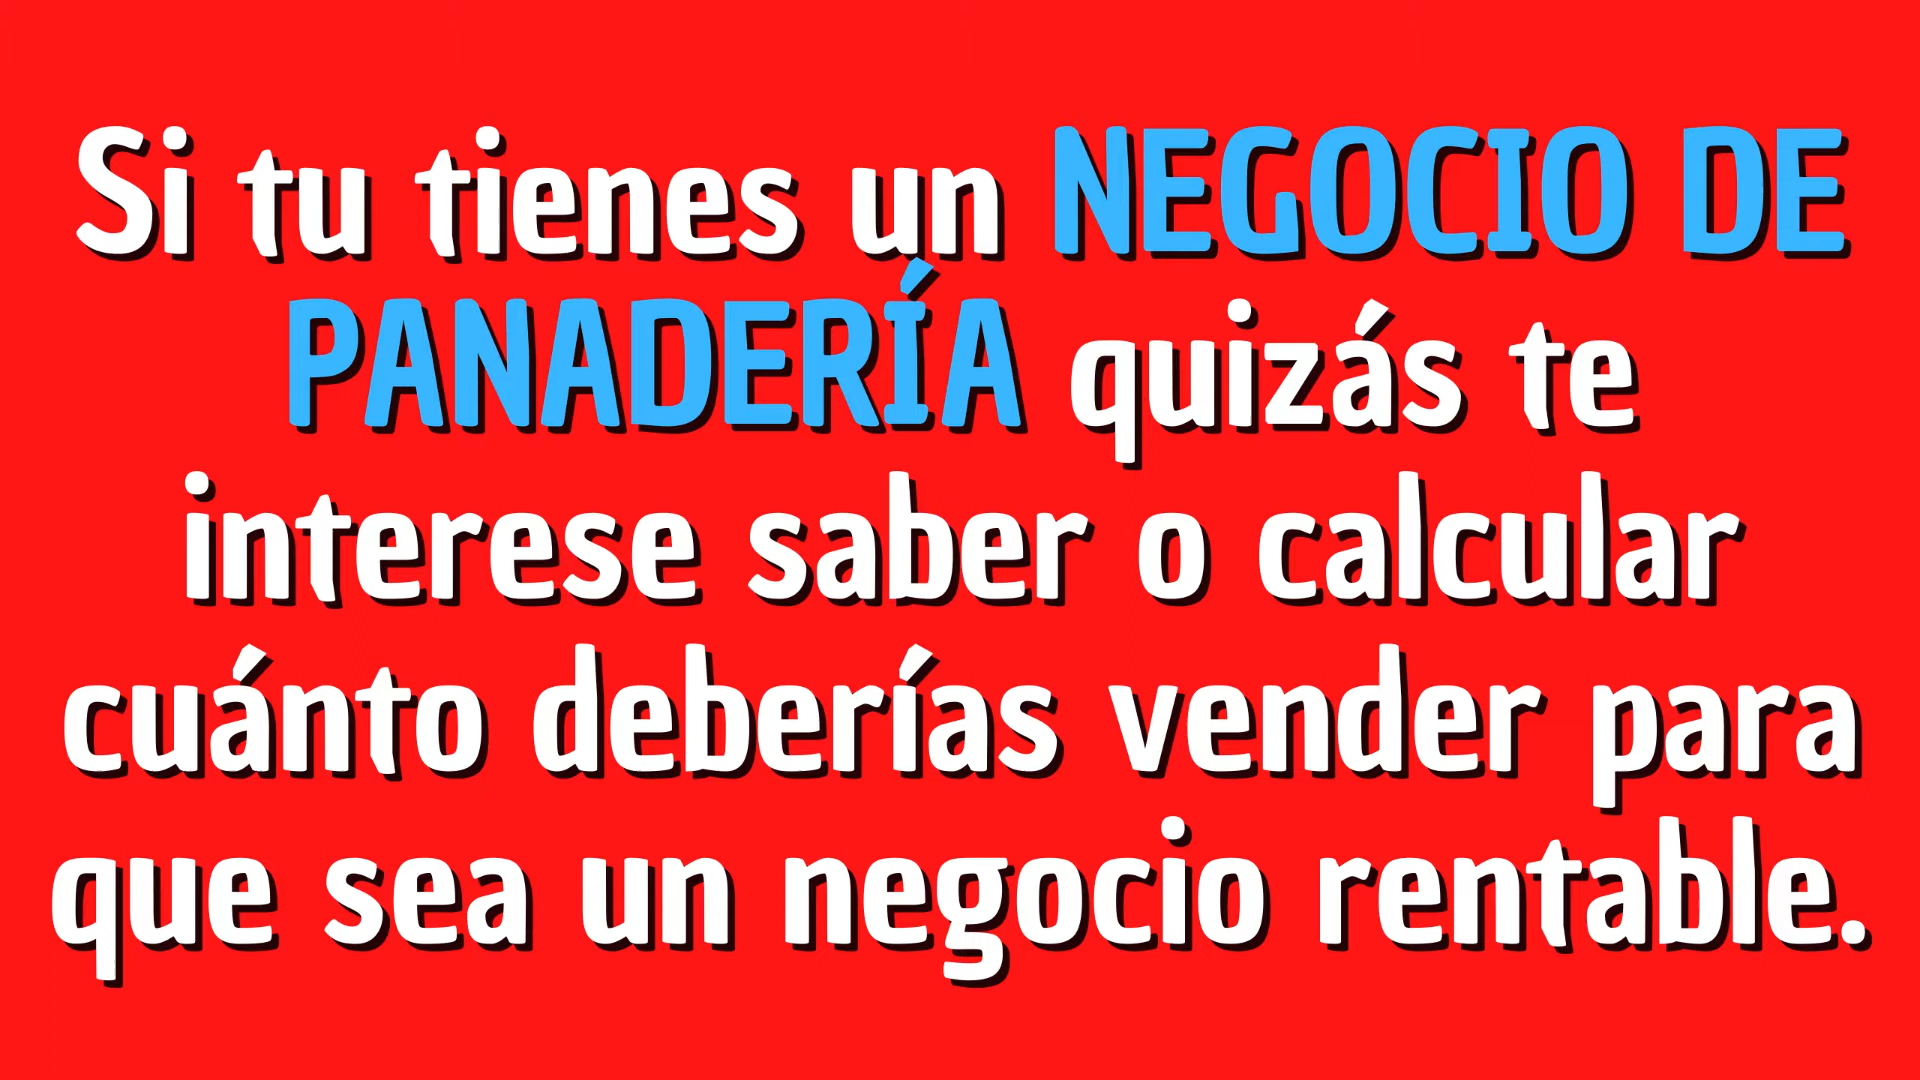 Si tu tienes un NEGOCIO DE
PANADERÍA quizás te
interese saber o calcular
cuánto deberías vender para
que sea un negocio rentable.